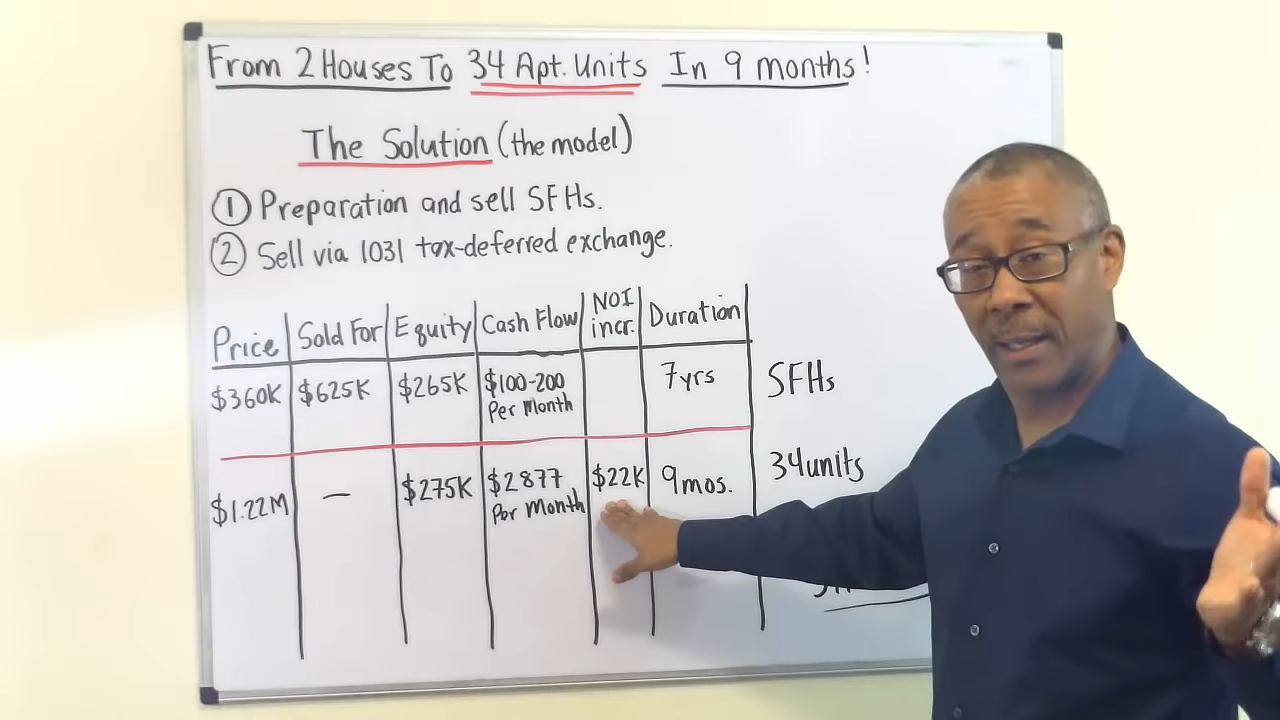 From 2 Houses To 34 Apt. Units In 9 months!
The Solution (the model)
① Preparation and sell SFHs.
② Sell via 1031 tax-deferred exchange.
Price Sold For Equity Cash Flow NOI incr. Duration
$360K $625K $265K $100-200 Per Month 7yrs SFHs
$1.22M — $275K $2877 Per Month $22K 9mos. 34units